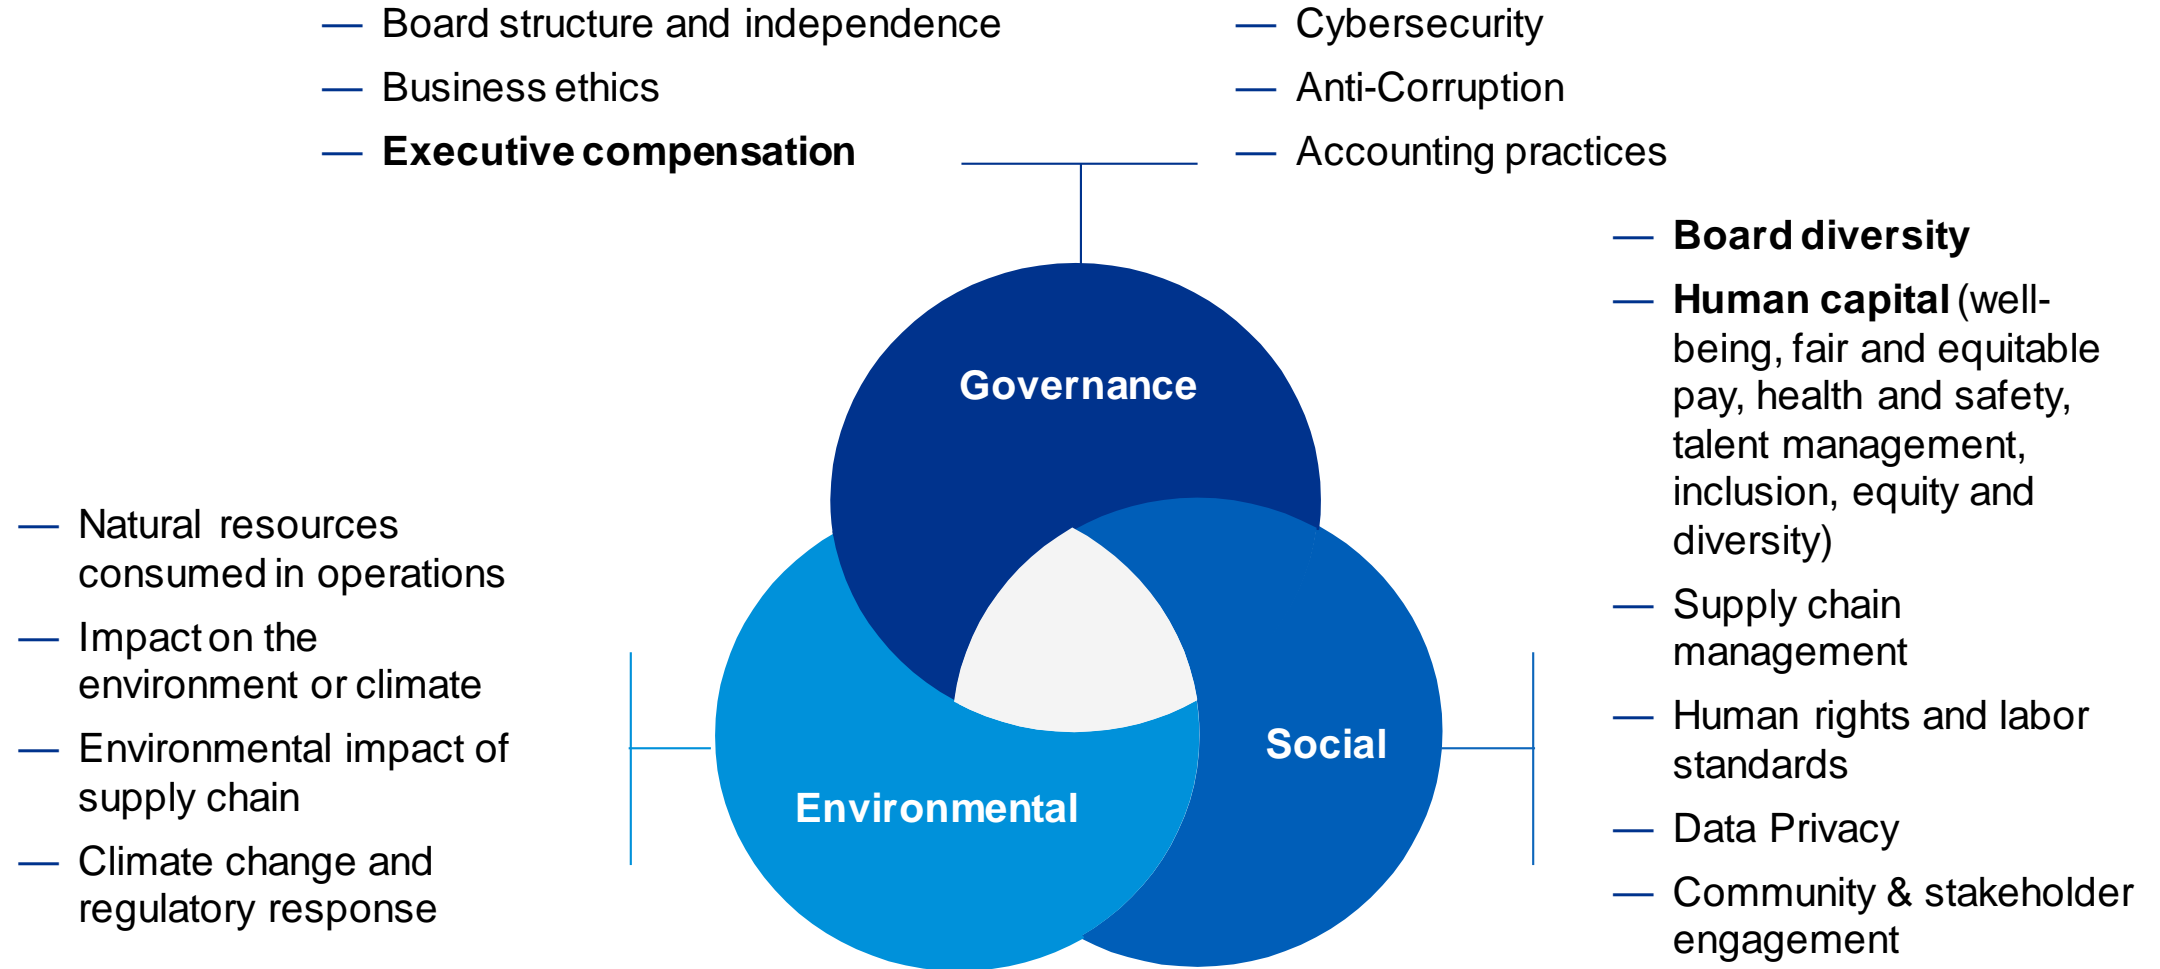 — Board structure and independence
— Business ethics
— Executive compensation
— Cybersecurity
— Anti-Corruption
— Accounting practices
Governance
— Board diversity
— Human capital (well-
being, fair and equitable
pay, health and safety,
talent management,
inclusion, equity and
diversity)
— Supply chain
management
— Human rights and labor
standards
— Data Privacy
— Community & stakeholder
engagement
Social
— Natural resources
consumed in operations
— Impact on the
environment or climate
— Environmental impact of
supply chain
— Climate change and
regulatory response
Environmental